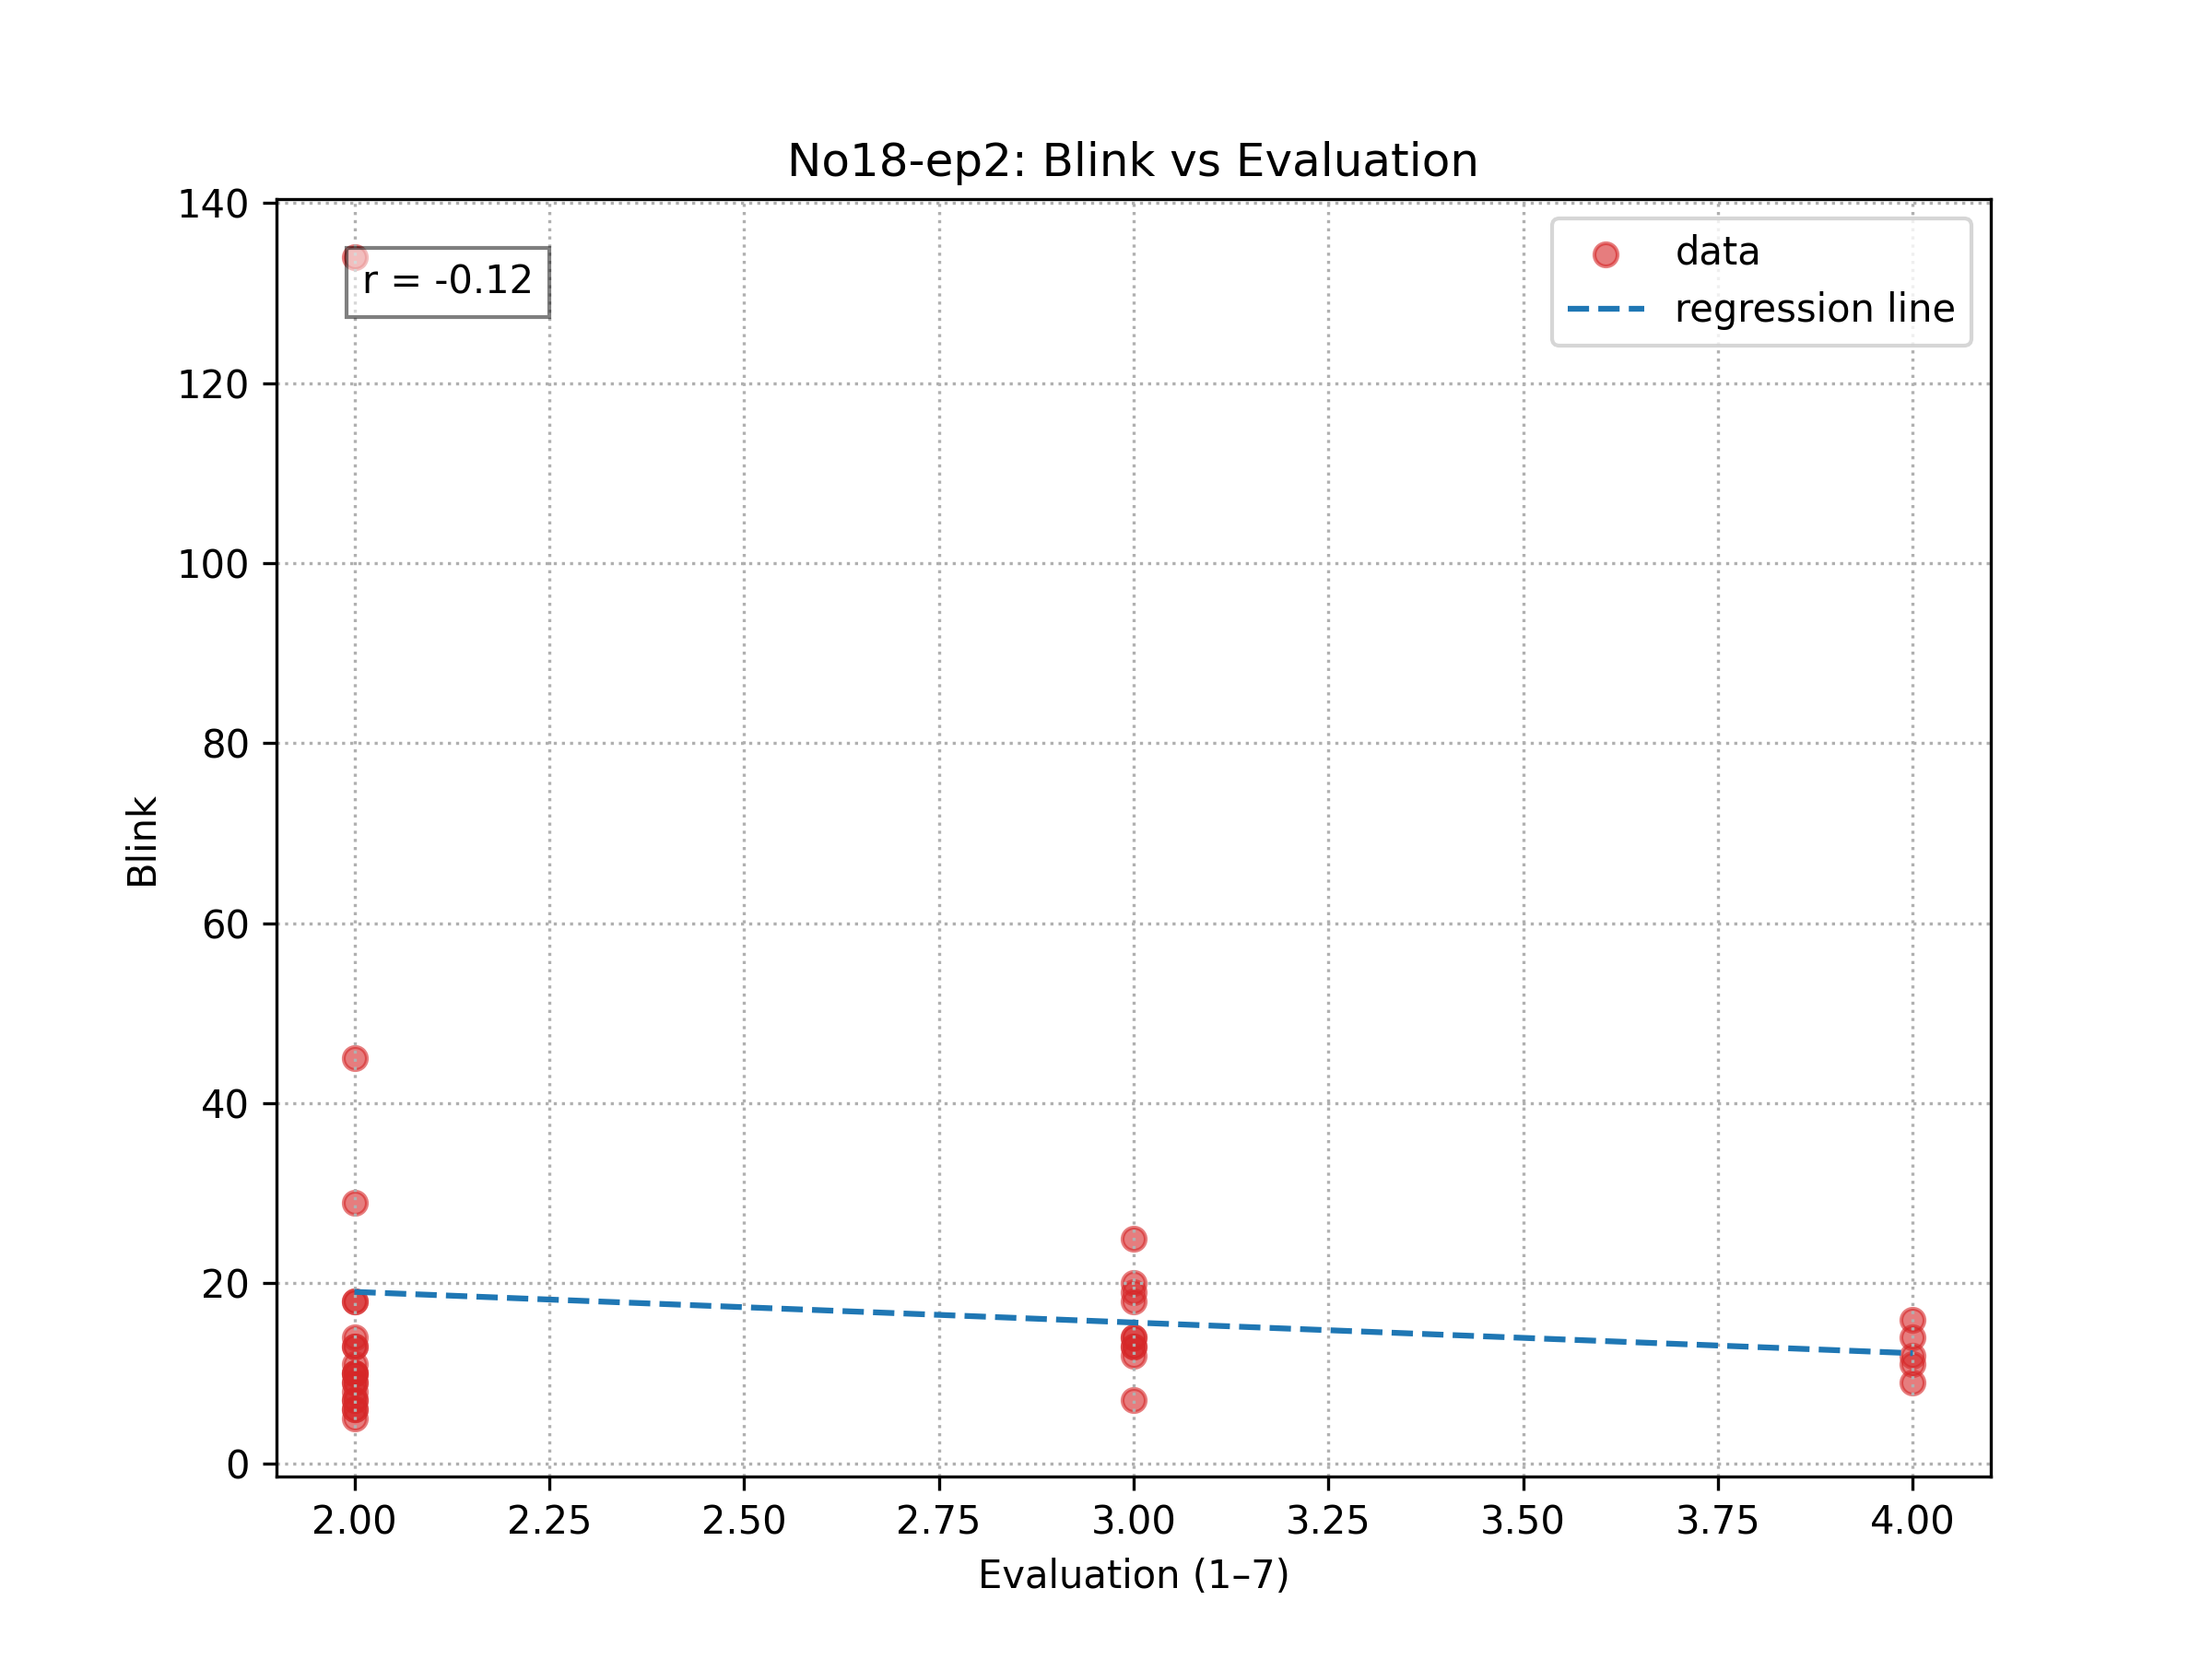 No18-ep2: Blink vs Evaluation
140
120
100
80
60
40
20
0
Blink
r = -0.12
data
regression line
2.00 2.25 2.50 2.75 3.00 3.25 3.50 3.75 4.00
Evaluation (1–7)